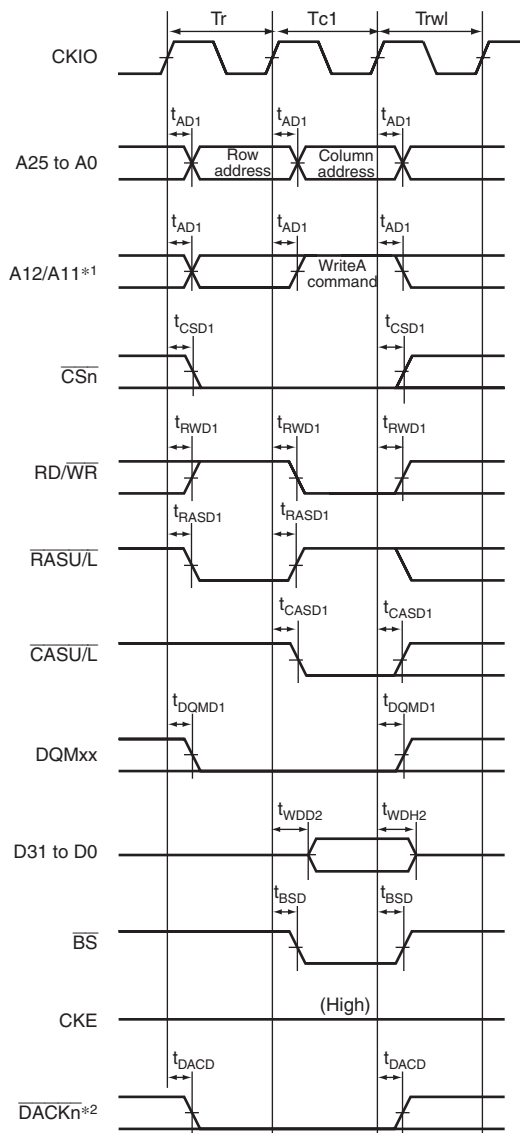 Tr Tc1 Trwl
CKIO
tAD1 tAD1 tAD1
A25 to A0
Row address
Column address
tAD1 tAD1 tAD1
A12/A11*1
WriteA command
tCSD1 tCSD1
CSn
tRWD1 tRWD1 tRWD1
RD/WR
tRASD1 tRASD1
RASU/L
tCASD1 tCASD1
CASU/L
tDQMD1 tDQMD1
DQMxx
tWDD2 tWDH2
D31 to D0
tBSD tBSD
BS
(High)
CKE
tDACD tDACD
DACKn*2